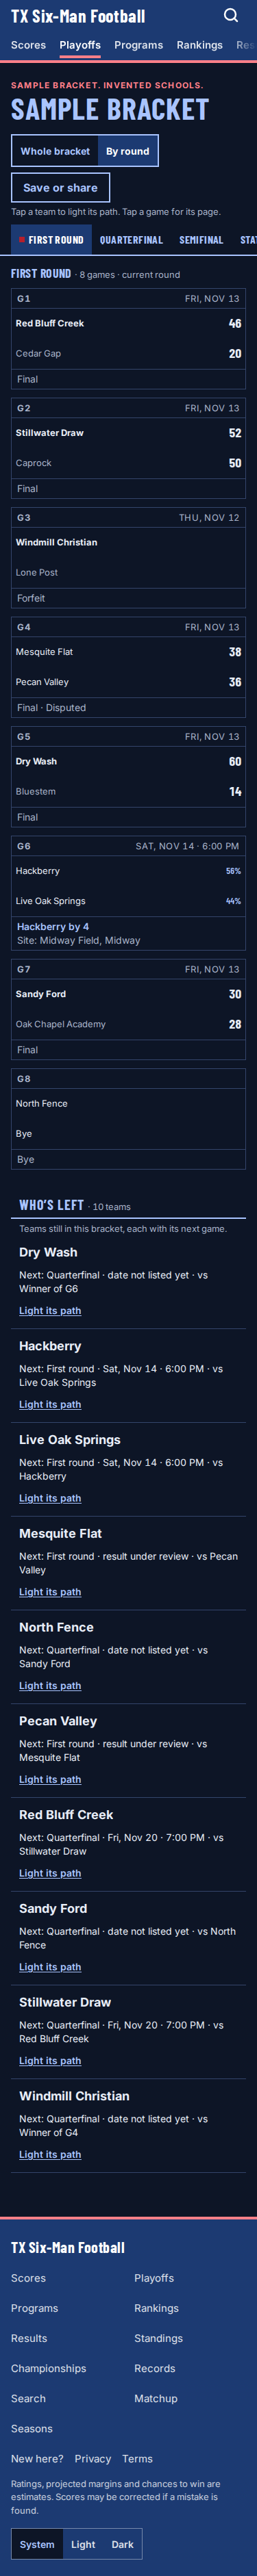 TX Six-Man Football
Scores Playoffs Programs Rankings Res
SAMPLE BRACKET. INVENTED SCHOOLS.
SAMPLE BRACKET
Whole bracket By round
Save or share
Tap a team to light its path. Tap a game for its page.
FIRST ROUND QUARTERFINAL SEMIFINAL STAT
FIRST ROUND · 8 games · current round
G1 FRI, NOV 13
Red Bluff Creek 46
Cedar Gap 20
Final
G2 FRI, NOV 13
Stillwater Draw 52
Caprock 50
Final
G3 THU, NOV 12
Windmill Christian
Lone Post
Forfeit
G4 FRI, NOV 13
Mesquite Flat 38
Pecan Valley 36
Final · Disputed
G5 FRI, NOV 13
Dry Wash 60
Bluestem 14
Final
G6 SAT, NOV 14 · 6:00 PM
Hackberry 56%
Live Oak Springs 44%
Hackberry by 4
Site: Midway Field, Midway
G7 FRI, NOV 13
Sandy Ford 30
Oak Chapel Academy 28
Final
G8
North Fence
Bye
Bye
WHO'S LEFT · 10 teams
Teams still in this bracket, each with its next game.
Dry Wash
Next: Quarterfinal · date not listed yet · vs
Winner of G6
Light its path
Hackberry
Next: First round · Sat, Nov 14 · 6:00 PM · vs
Live Oak Springs
Light its path
Live Oak Springs
Next: First round · Sat, Nov 14 · 6:00 PM · vs
Hackberry
Light its path
Mesquite Flat
Next: First round · result under review · vs Pecan
Valley
Light its path
North Fence
Next: Quarterfinal · date not listed yet · vs
Sandy Ford
Light its path
Pecan Valley
Next: First round · result under review · vs
Mesquite Flat
Light its path
Red Bluff Creek
Next: Quarterfinal · Fri, Nov 20 · 7:00 PM · vs
Stillwater Draw
Light its path
Sandy Ford
Next: Quarterfinal · date not listed yet · vs North
Fence
Light its path
Stillwater Draw
Next: Quarterfinal · Fri, Nov 20 · 7:00 PM · vs
Red Bluff Creek
Light its path
Windmill Christian
Next: Quarterfinal · date not listed yet · vs
Winner of G4
Light its path
TX Six-Man Football
Scores Playoffs
Programs Rankings
Results Standings
Championships Records
Search Matchup
Seasons
New here? Privacy Terms
Ratings, projected margins and chances to win are
estimates. Scores may be corrected if a mistake is
found.
System Light Dark